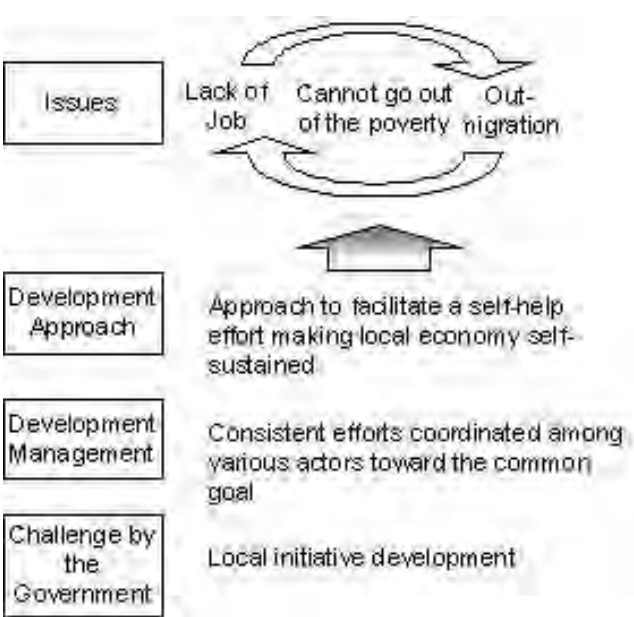 Issues
Lack of
Job
Cannot go out
of the poverty
Out-
migration
Development
Approach
Approach to facilitate a self-help
effort making local economy self-
sustained
Development
Management
Consistent efforts coordinated among
various actors toward the common
goal
Challenge by
the
Government
Local initiative development